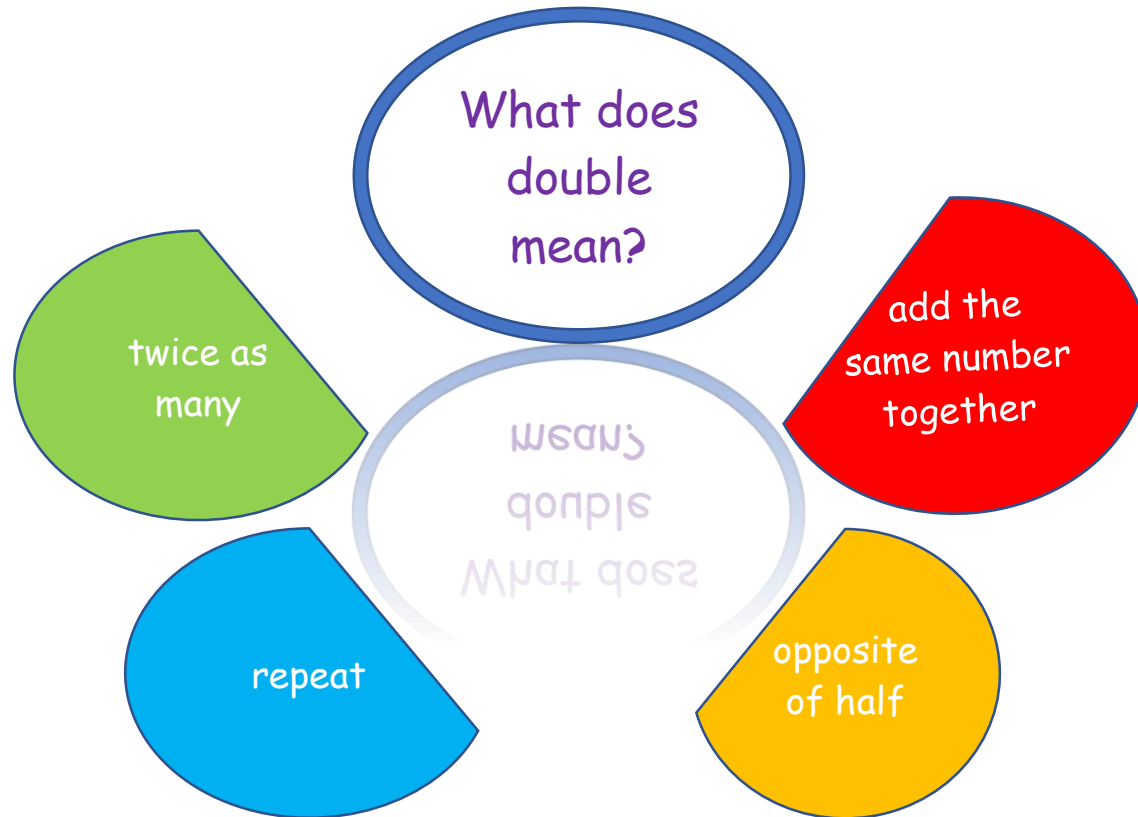 What does
double
mean?
twice as
many
add the
same number
together
repeat
opposite
of half